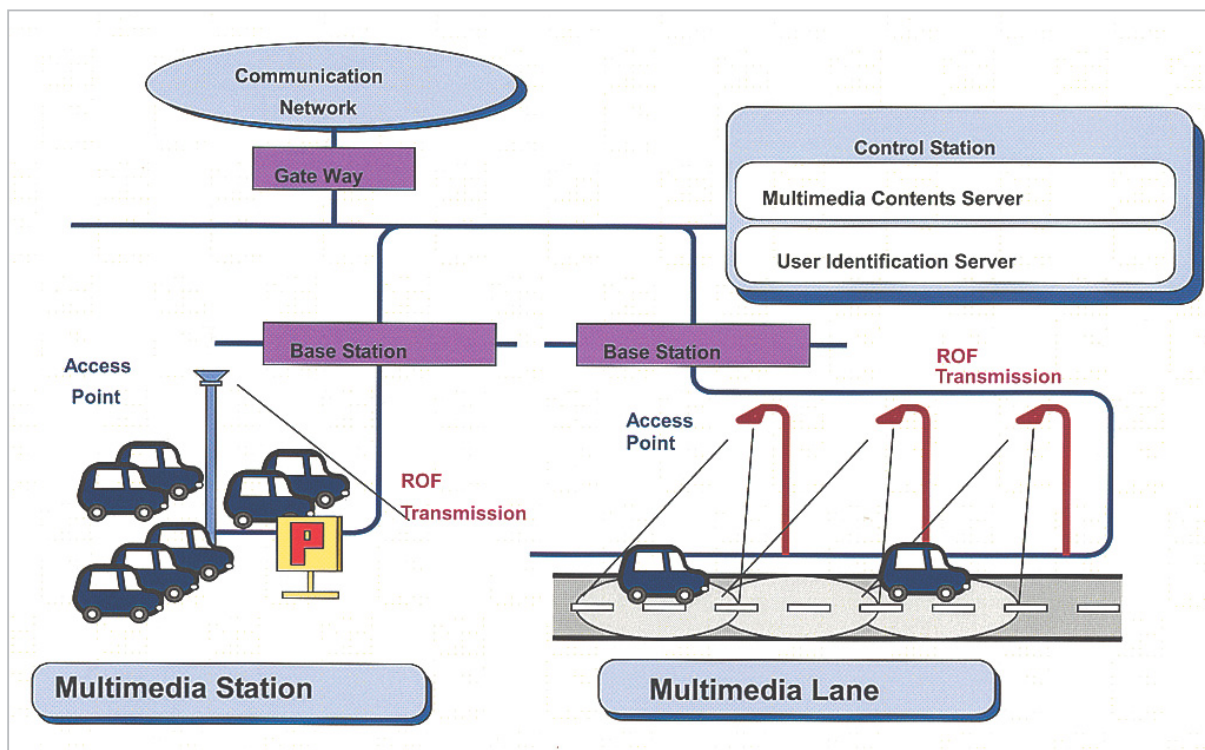 Communication
Network
Gate Way
Control Station
Multimedia Contents Server
User Identification Server
Base Station
Base Station
Access
Point
ROF
Transmission
P
ROF
Transmission
Access
Point
Multimedia Station
Multimedia Lane